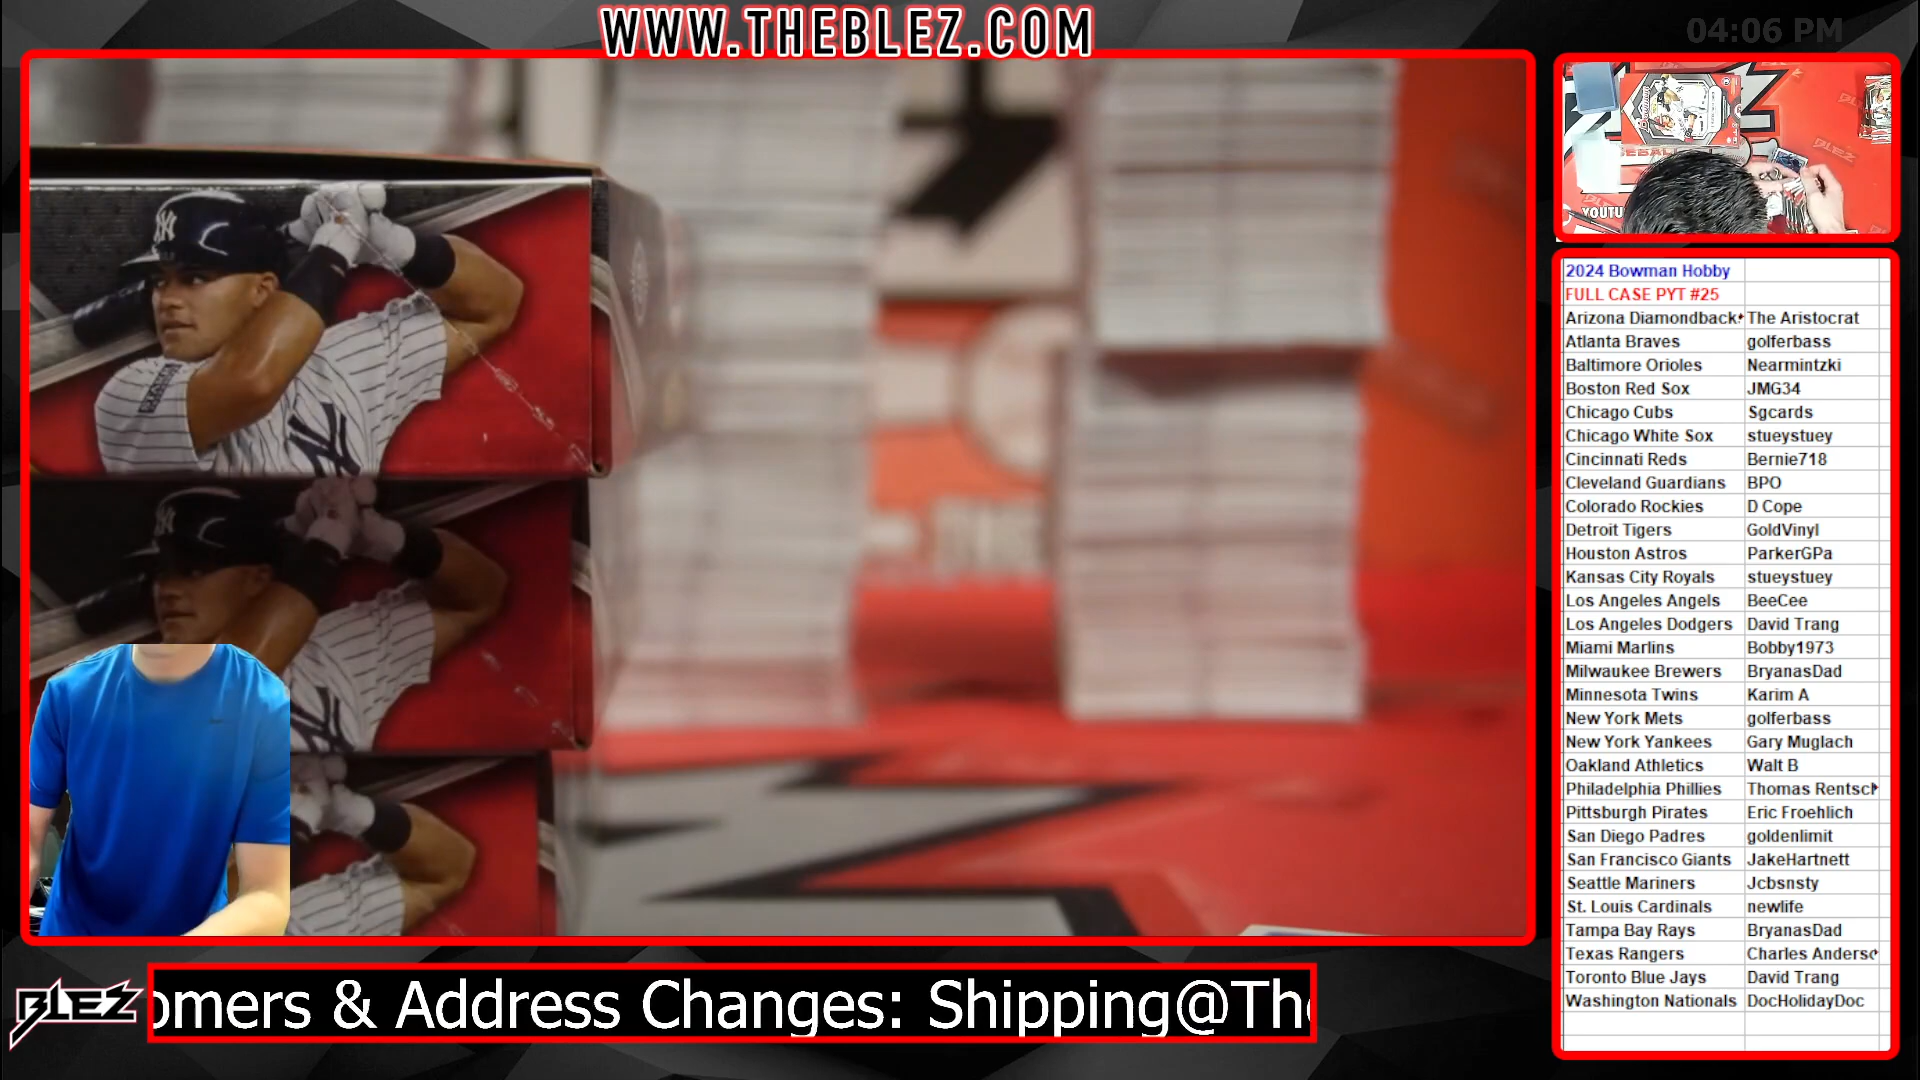 WWW.THEBLEZ.COM
04:06 PM
YOUTU
2024 Bowman Hobby
FULL CASE PYT #25
Arizona Diamondback The Aristocrat
Atlanta Braves golferbass
Baltimore Orioles Nearmintzki
Boston Red Sox JMG34
Chicago Cubs Sgcards
Chicago White Sox stueystuey
Cincinnati Reds Bernie718
Cleveland Guardians BPO
Colorado Rockies D Cope
Detroit Tigers GoldVinyl
Houston Astros ParkerGPa
Kansas City Royals stueystuey
Los Angeles Angels BeeCee
Los Angeles Dodgers David Trang
Miami Marlins Bobby1973
Milwaukee Brewers BryanasDad
Minnesota Twins Karim A
New York Mets golferbass
New York Yankees Gary Muglach
Oakland Athletics Walt B
Philadelphia Phillies Thomas Rentsch
Pittsburgh Pirates Eric Froehlich
San Diego Padres goldenlimit
San Francisco Giants JakeHartnett
Seattle Mariners Jcbsnsty
St. Louis Cardinals newlife
Tampa Bay Rays BryanasDad
Texas Rangers Charles Anderso
Toronto Blue Jays David Trang
Washington Nationals DocHolidayDoc
BLEZ
omers & Address Changes: Shipping@The